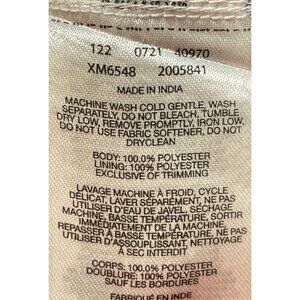 122 0721 40970
XM6548 2005841
MADE IN INDIA
MACHINE WASH COLD GENTLE, WASH
SEPARATELY, DO NOT BLEACH, TUMBLE
DRY LOW, REMOVE PROMPTLY, IRON LOW,
DO NOT USE FABRIC SOFTENER, DO NOT
DRYCLEAN
BODY: 100.0% POLYESTER
LINING: 100% POLYESTER
EXCLUSIVE OF TRIMMING
LAVAGE MACHINE À FROID, CYCLE
DÉLICAT, LAVER SÉPARÉMENT, NE PAS
UTILISER D'EAU DE JAVEL, SÉCHAGE
MACHINE, BASSE TEMPÉRATURE, SORTIR
IMMÉDIATEMENT DE LA MACHINE,
REPASSER À BASSE TEMPÉRATURE, NE PAS
UTILISER D'ASSOUPLISSANT, NETTOYAGE
À SEC INTERDIT
CORPS: 100.0% POLYESTER
DOUBLURE: 100% POLYESTER
SAUF LES BORDURES
FABRIQUÉ EN INDE